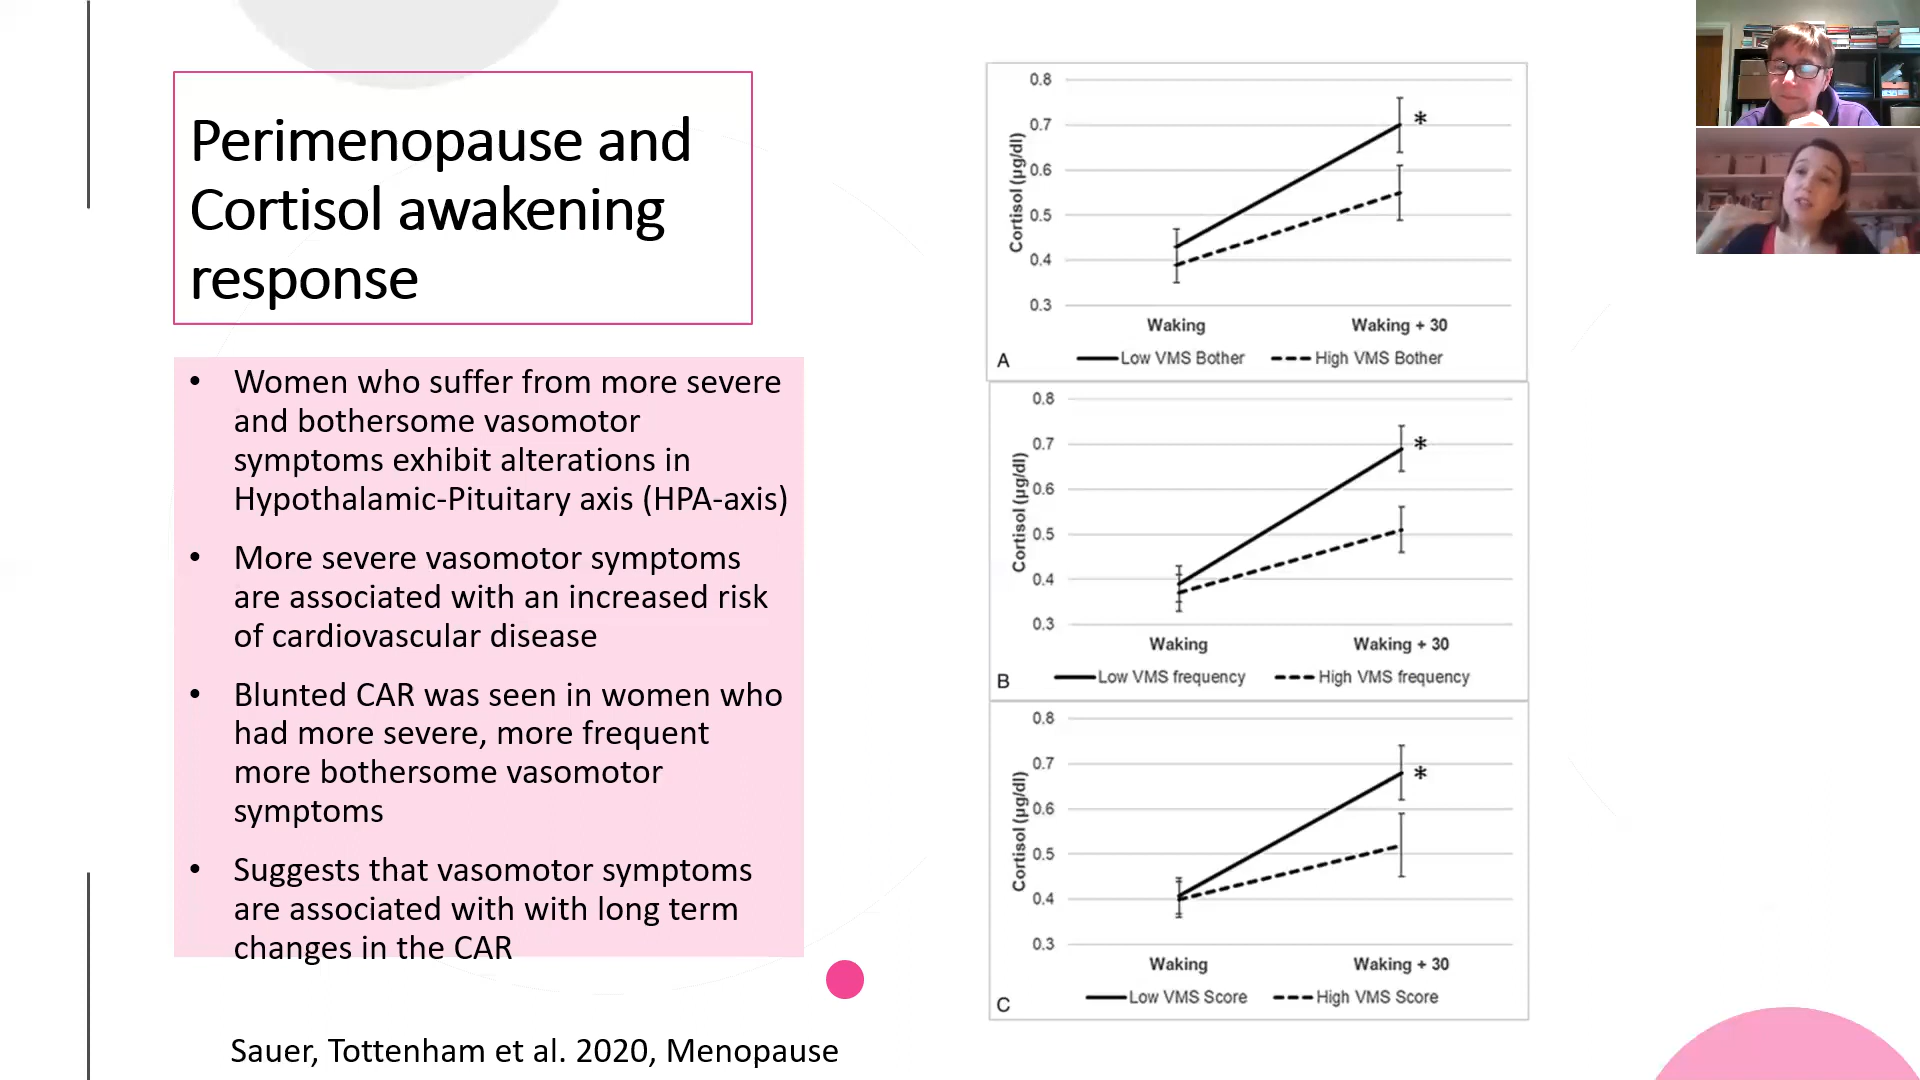 Perimenopause and
Cortisol awakening
response
• Women who suffer from more severe
and bothersome vasomotor
symptoms exhibit alterations in
Hypothalamic-Pituitary axis (HPA-axis)
• More severe vasomotor symptoms
are associated with an increased risk
of cardiovascular disease
• Blunted CAR was seen in women who
had more severe, more frequent
more bothersome vasomotor
symptoms
• Suggests that vasomotor symptoms
are associated with with long term
changes in the CAR
Sauer, Tottenham et al. 2020, Menopause
Cortisol (µg/dl)
0.8
0.7
*
0.6
0.5
0.4
0.3
Waking Waking + 30
A Low VMS Bother High VMS Bother
Cortisol (µg/dl)
0.8
0.7
*
0.6
0.5
0.4
0.3
Waking Waking + 30
B Low VMS frequency High VMS frequency
Cortisol (µg/dl)
0.8
0.7
*
0.6
0.5
0.4
0.3
Waking Waking + 30
C Low VMS Score High VMS Score